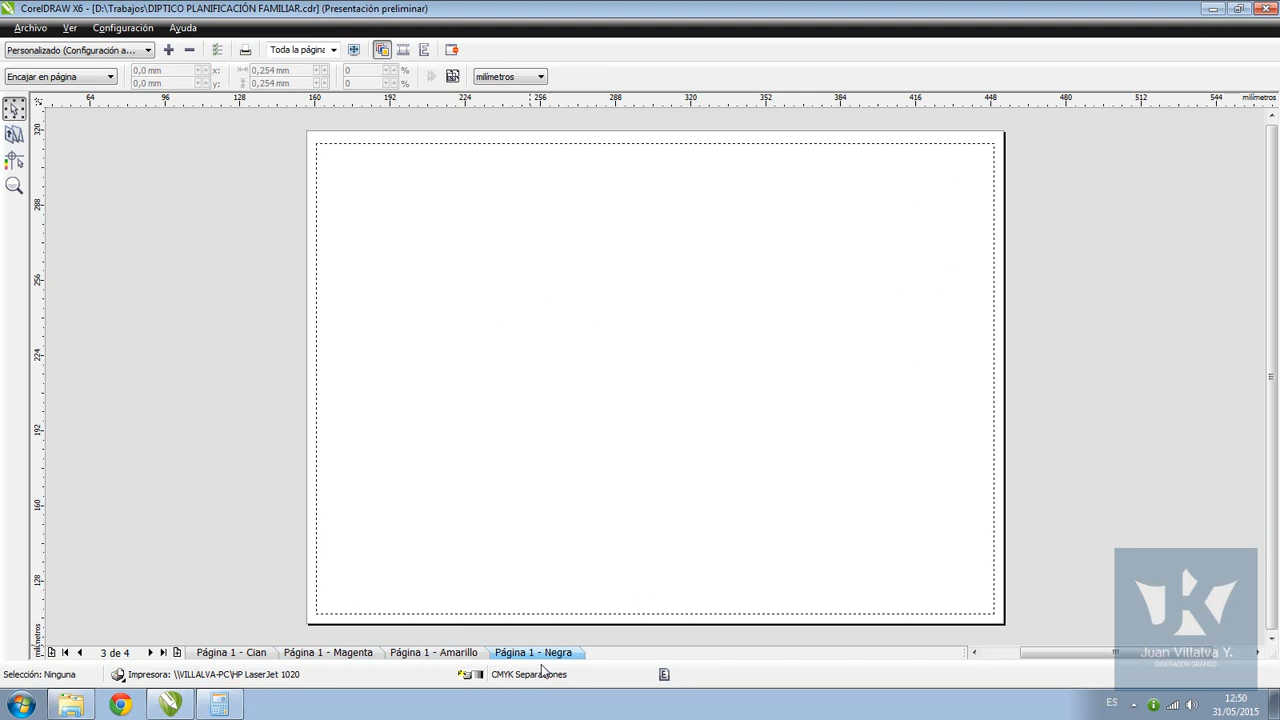 CorelDRAW X6 - [D:\Trabajos\DIPTICO PLANIFICACIÓN FAMILIAR.cdr] (Presentación preliminar)
Archivo Ver Configuración Ayuda
Personalizado (Configuración a... Toda la página
Encajar en página 0,0 mm x: 0,254 mm 0 % milímetros
0,0 mm y: 0,254 mm 0 %
64 96 128 160 192 224 256 288 320 352 384 416 448 480 512 544 milímetros
320
288
256
224
192
160
128
milímetros
3 de 4 Página 1 - Cian Página 1 - Magenta Página 1 - Amarillo Página 1 - Negra
Selección: Ninguna Impresora: \\VILLALVA-PC\HP LaserJet 1020 CMYK Separaciones
JK
Juan Villalva Y.
DISEÑADOR GRÁFICO
ES 12:50
31/05/2015